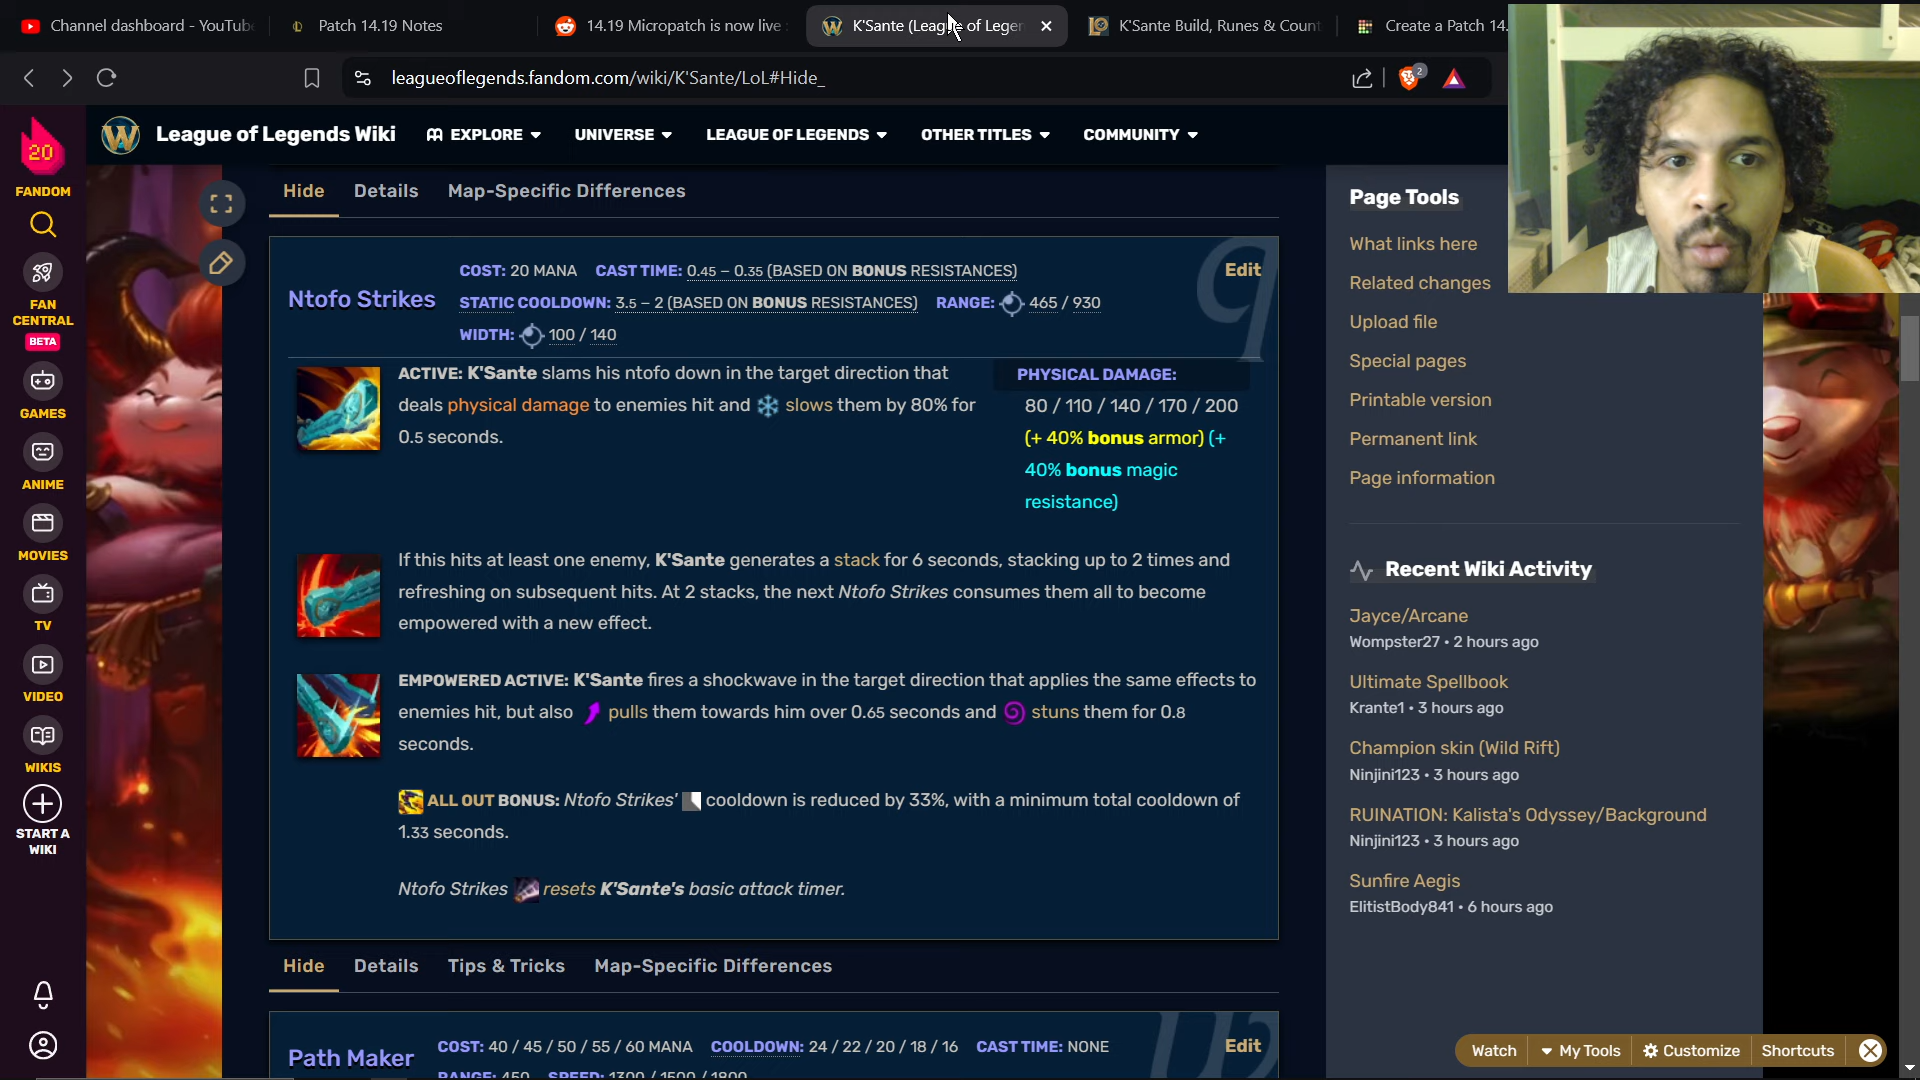 Channel dashboard - YouTube
Patch 14.19 Notes
14.19 Micropatch is now live
K'Sante (League of Legen
K'Sante Build, Runes & Count
Create a Patch 14.
leagueoflegends.fandom.com/wiki/K'Sante/LoL#Hide_
2
20
FANDOM
FAN CENTRAL
BETA
GAMES
ANIME
MOVIES
TV
VIDEO
WIKIS
START A WIKI
W
League of Legends Wiki
EXPLORE
UNIVERSE
LEAGUE OF LEGENDS
OTHER TITLES
COMMUNITY
Hide
Details
Map-Specific Differences
Ntofo Strikes
COST: 20 MANA CAST TIME: 0.45 – 0.35 (BASED ON BONUS RESISTANCES)
STATIC COOLDOWN: 3.5 – 2 (BASED ON BONUS RESISTANCES) RANGE: 465 / 930
WIDTH: 100 / 140
Edit
q
ACTIVE: K'Sante slams his ntofo down in the target direction that
deals physical damage to enemies hit and slows them by 80% for
0.5 seconds.
PHYSICAL DAMAGE:
80 / 110 / 140 / 170 / 200
(+ 40% bonus armor) (+
40% bonus magic
resistance)
If this hits at least one enemy, K'Sante generates a stack for 6 seconds, stacking up to 2 times and
refreshing on subsequent hits. At 2 stacks, the next Ntofo Strikes consumes them all to become
empowered with a new effect.
EMPOWERED ACTIVE: K'Sante fires a shockwave in the target direction that applies the same effects to
enemies hit, but also pulls them towards him over 0.65 seconds and stuns them for 0.8
seconds.
ALL OUT BONUS: Ntofo Strikes' cooldown is reduced by 33%, with a minimum total cooldown of
1.33 seconds.
Ntofo Strikes resets K'Sante's basic attack timer.
Hide
Details
Tips & Tricks
Map-Specific Differences
Path Maker
COST: 40 / 45 / 50 / 55 / 60 MANA COOLDOWN: 24 / 22 / 20 / 18 / 16 CAST TIME: NONE
RANGE: 450 SPEED: 1300 / 1500 / 1800
Edit
Page Tools
What links here
Related changes
Upload file
Special pages
Printable version
Permanent link
Page information
Recent Wiki Activity
Jayce/Arcane
Wompster27 • 2 hours ago
Ultimate Spellbook
Krante1 • 3 hours ago
Champion skin (Wild Rift)
Ninjini123 • 3 hours ago
RUINATION: Kalista's Odyssey/Background
Ninjini123 • 3 hours ago
Sunfire Aegis
ElitistBody841 • 6 hours ago
Watch
My Tools
Customize
Shortcuts